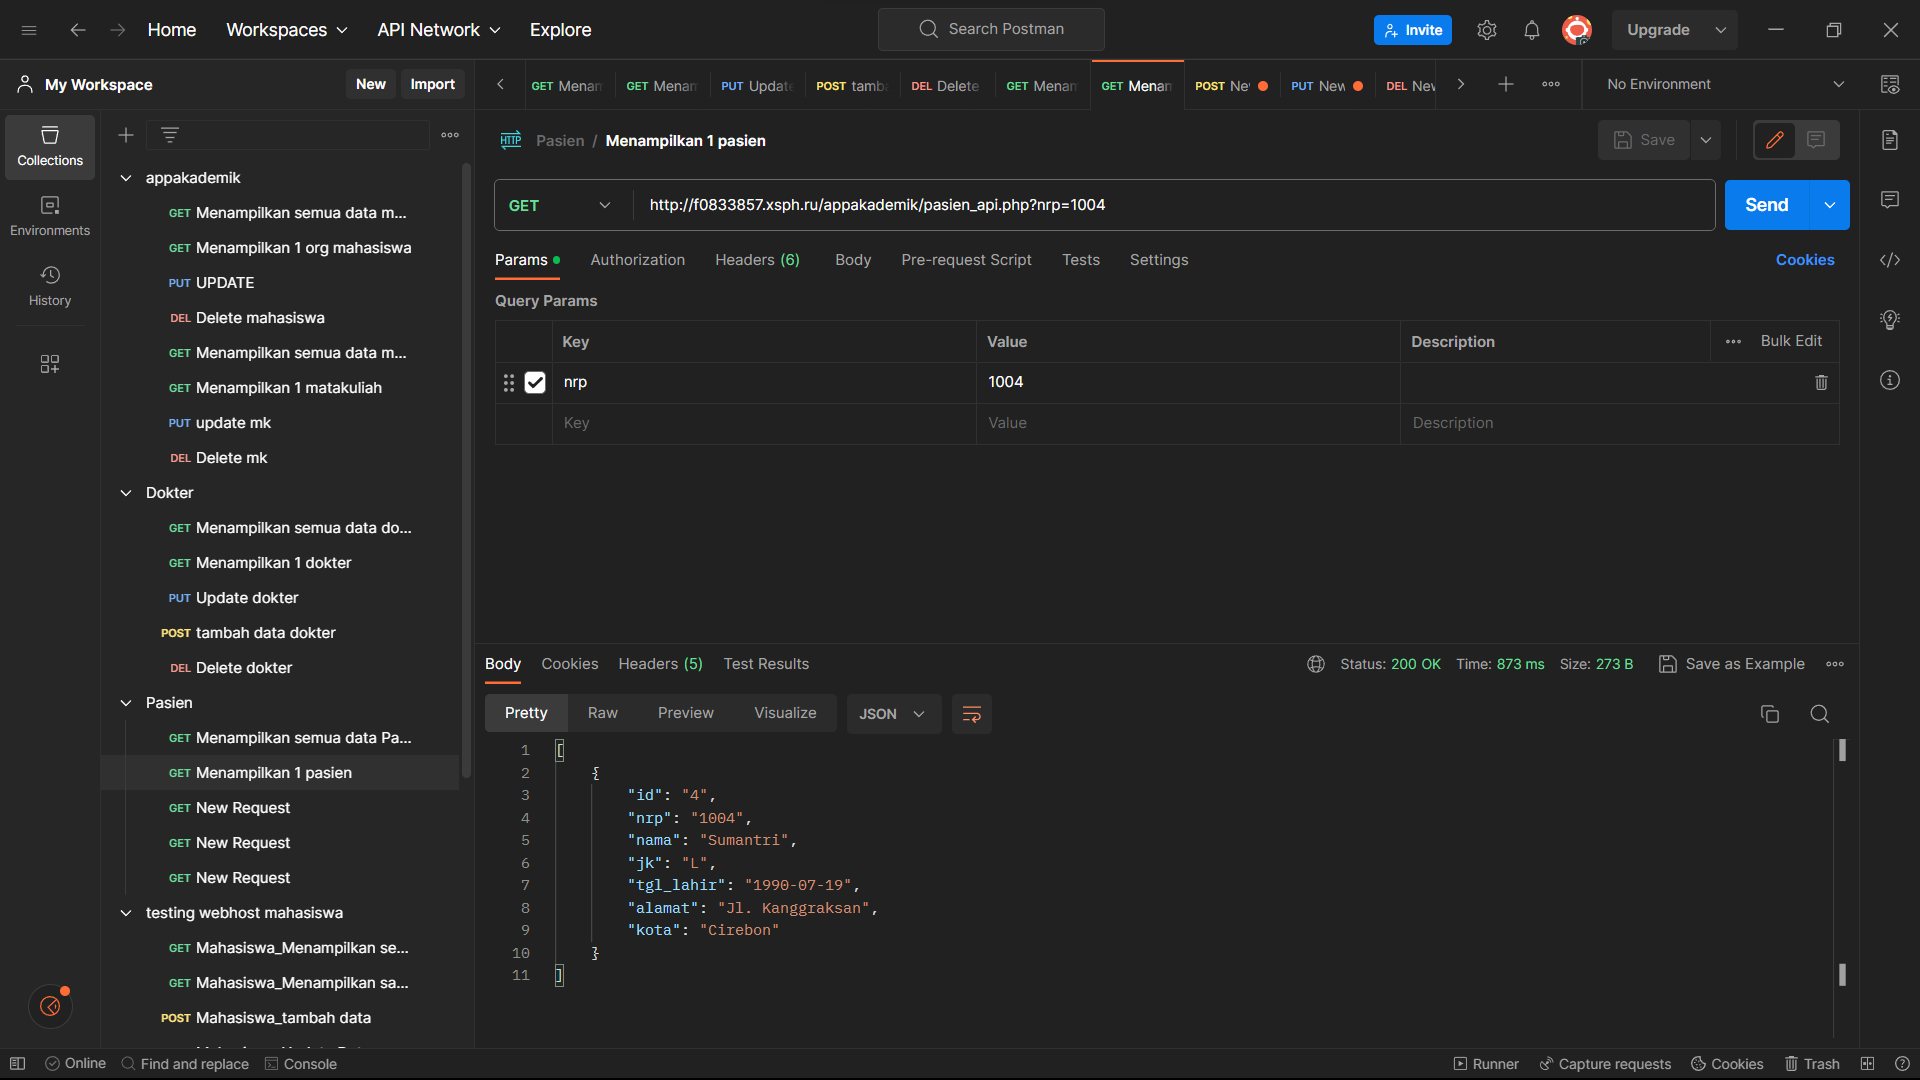 Home
Workspaces
API Network
Explore
Search Postman
Invite
Upgrade
My Workspace
New
Import
GET Menam
GET Menam
PUT Update
POST tamb
DEL Delete
GET Menam
GET Menam
POST Ne
PUT New
DEL New
No Environment
Collections
Environments
History
appakademik
GET Menampilkan semua data m...
GET Menampilkan 1 org mahasiswa
PUT UPDATE
DEL Delete mahasiswa
GET Menampilkan semua data m...
GET Menampilkan 1 matakuliah
PUT update mk
DEL Delete mk
Dokter
GET Menampilkan semua data do...
GET Menampilkan 1 dokter
PUT Update dokter
POST tambah data dokter
DEL Delete dokter
Pasien
GET Menampilkan semua data Pa...
GET Menampilkan 1 pasien
GET New Request
GET New Request
GET New Request
testing webhost mahasiswa
GET Mahasiswa_Menampilkan se...
GET Mahasiswa_Menampilkan sa...
POST Mahasiswa_tambah data
HTTP Pasien / Menampilkan 1 pasien
Save
GET http://f0833857.xsph.ru/appakademik/pasien_api.php?nrp=1004
Send
Params Authorization Headers (6) Body Pre-request Script Tests Settings Cookies
Query Params
Key Value Description Bulk Edit
nrp 1004
Key Value Description
Body Cookies Headers (5) Test Results Status: 200 OK Time: 873 ms Size: 273 B Save as Example
Pretty Raw Preview Visualize JSON
1 [
2 {
3 "id": "4",
4 "nrp": "1004",
5 "nama": "Sumantri",
6 "jk": "L",
7 "tgl_lahir": "1990-07-19",
8 "alamat": "Jl. Kanggraksan",
9 "kota": "Cirebon"
10 }
11 ]
Online Find and replace Console Runner Capture requests Cookies Trash